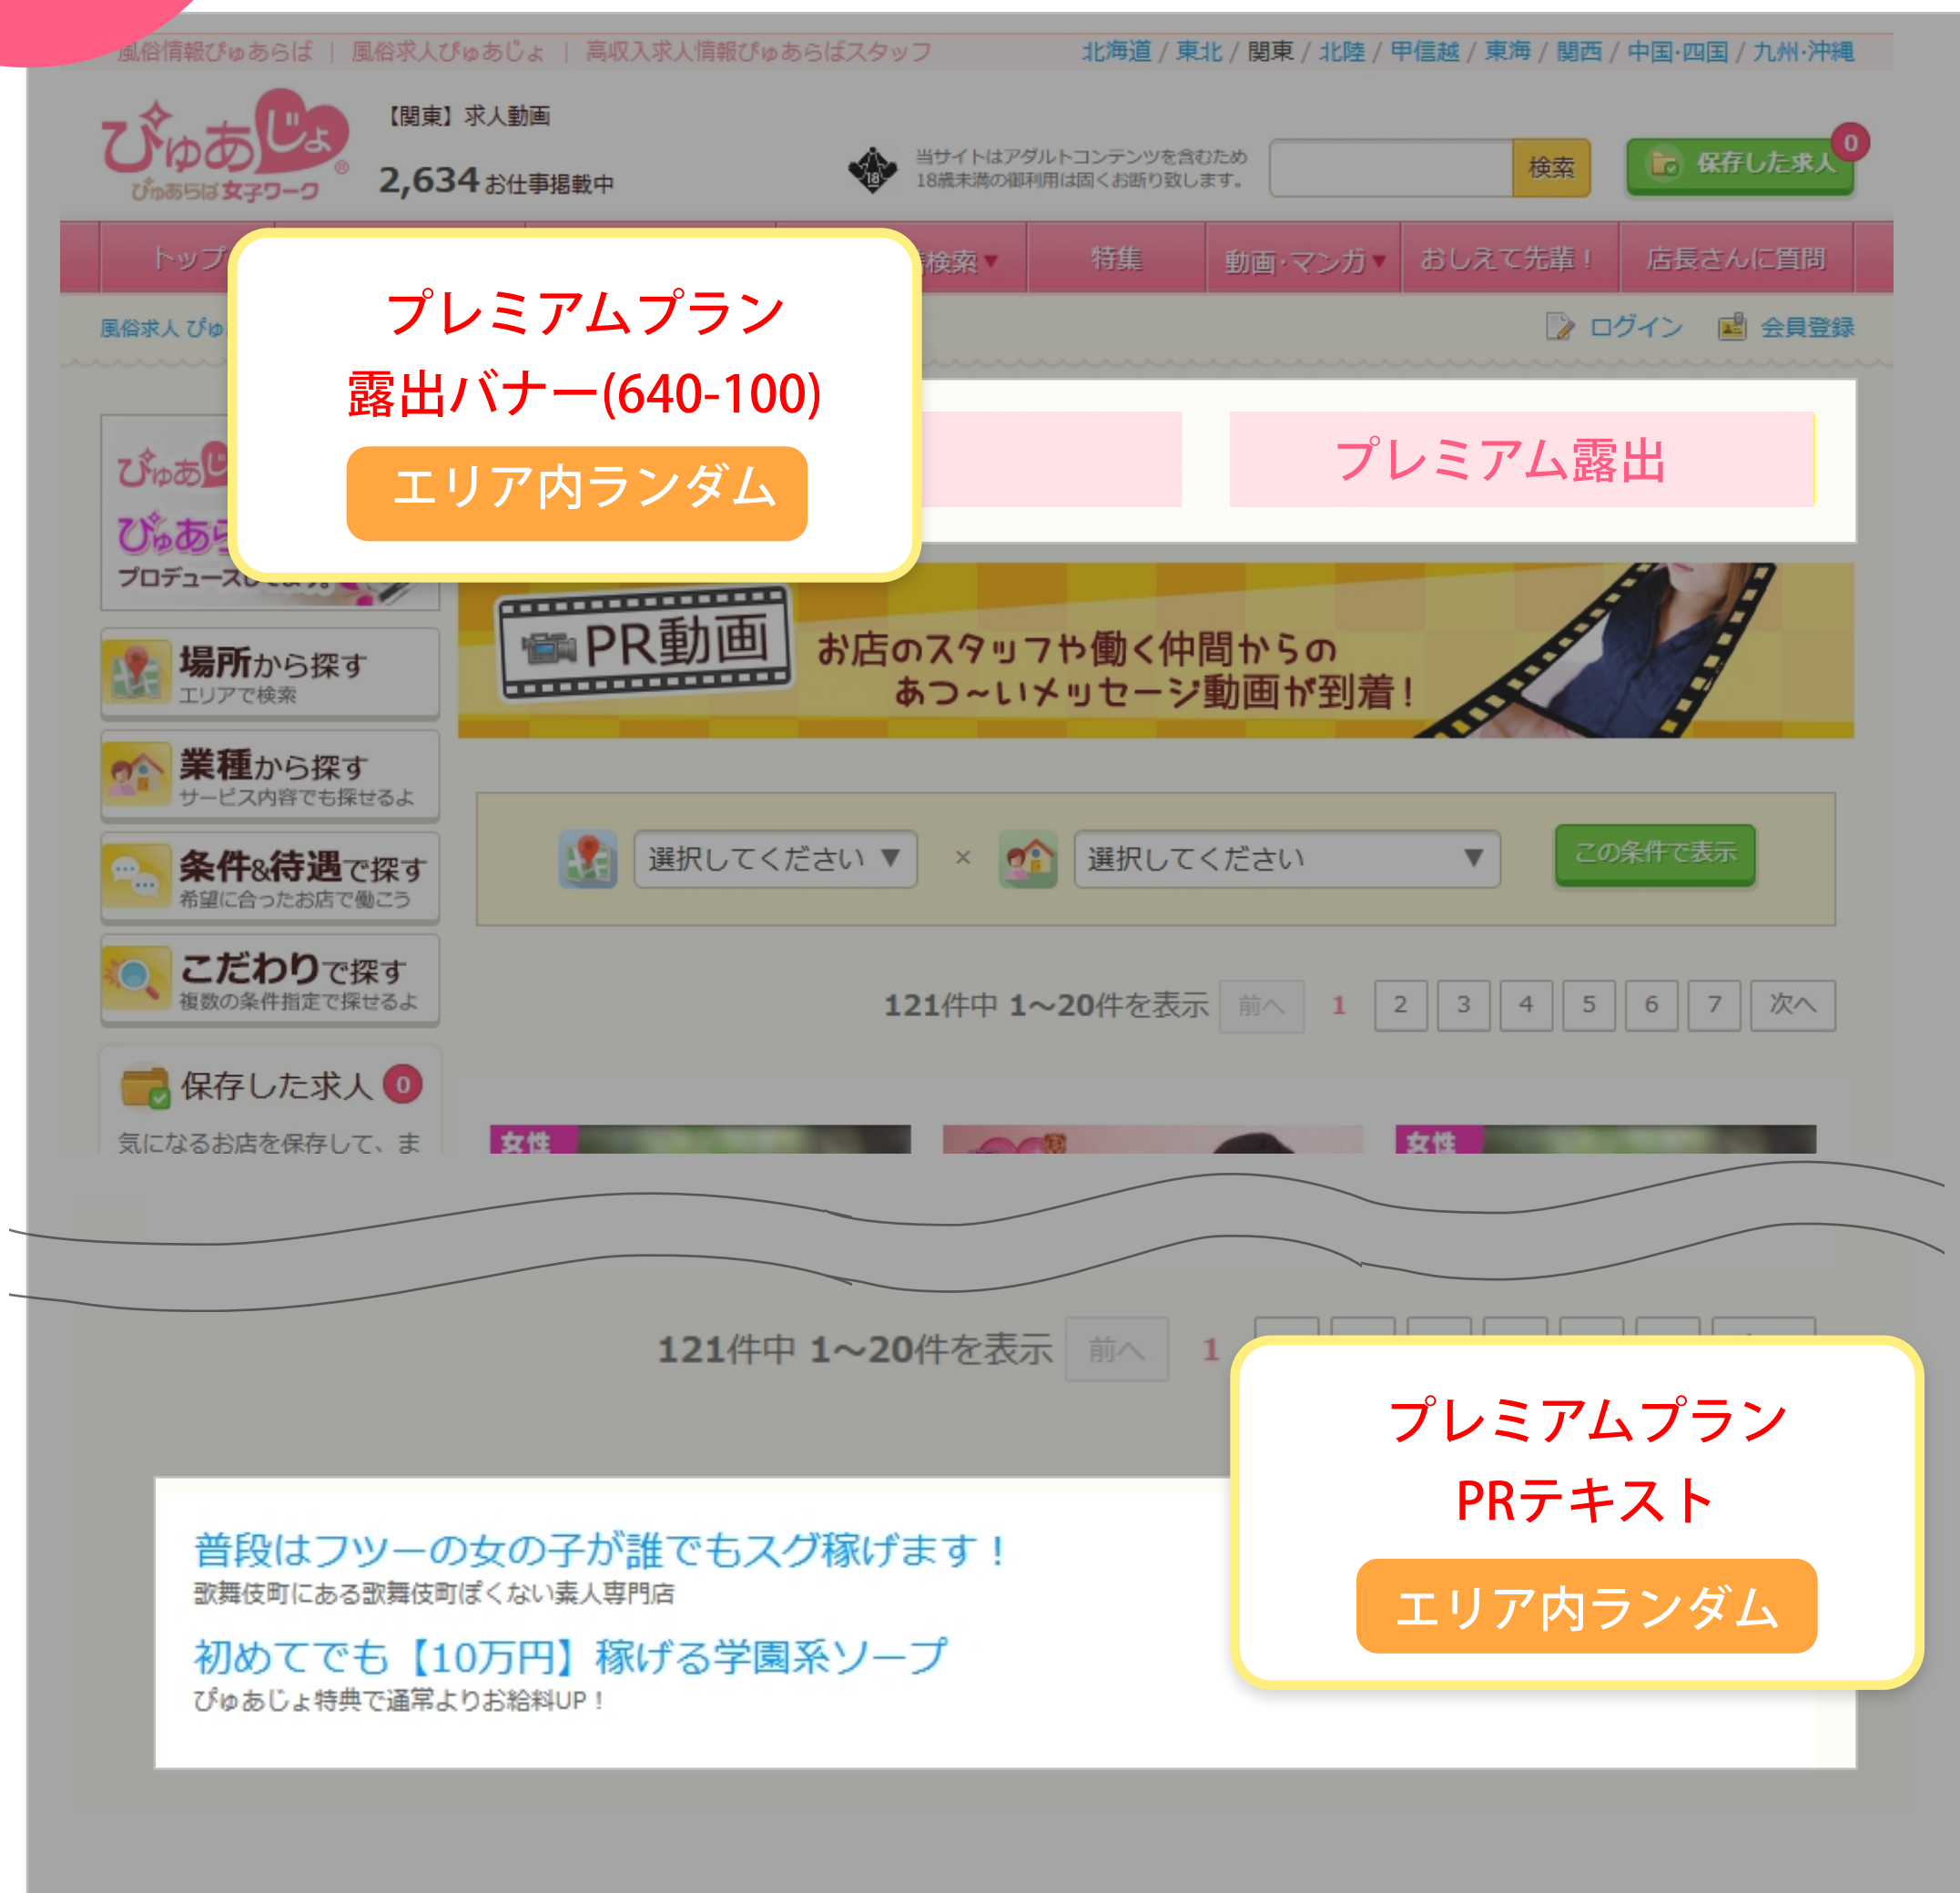 風俗情報ぴゅあらば | 風俗求人ぴゅあじょ | 高収入求人情報ぴゅあらばスタッフ
北海道 / 東北 / 関東 / 北陸 / 甲信越 / 東海 / 関西 / 中国·四国 / 九州·沖縄
ぴゅあじょ®
ぴゅあらば女子ワーク
【関東】求人動画
2,634 お仕事掲載中
18
当サイトはアダルトコンテンツを含むため
18歳未満の御利用は固くお断り致します。
検索
保存した求人
0
トップ
検索▼
特集
動画·マンガ▼
おしえて先輩！
店長さんに質問
風俗求人 ぴゅ
ログイン
会員登録
プレミアムプラン
露出バナー(640-100)
エリア内ランダム
プレミアム露出
ぴゅあ
ぴゅあら
プロデュース
PR動画
お店のスタッフや働く仲間からの
あつ～いメッセージ動画が到着！
場所から探す
エリアで検索
業種から探す
サービス内容でも探せるよ
条件&待遇で探す
希望に合ったお店で働こう
こだわりで探す
複数の条件指定で探せるよ
選択してください ▼
×
選択してください ▼
この条件で表示
121件中 1～20件を表示 前へ 1 2 3 4 5 6 7 次へ
保存した求人 0
気になるお店を保存して、ま
女性
女性
121件中 1～20件を表示 前へ 1
プレミアムプラン
PRテキスト
エリア内ランダム
普段はフツーの女の子が誰でもスグ稼げます！
歌舞伎町にある歌舞伎町ぽくない素人専門店
初めてでも【10万円】稼げる学園系ソープ
ぴゅあじょ特典で通常よりお給料UP！